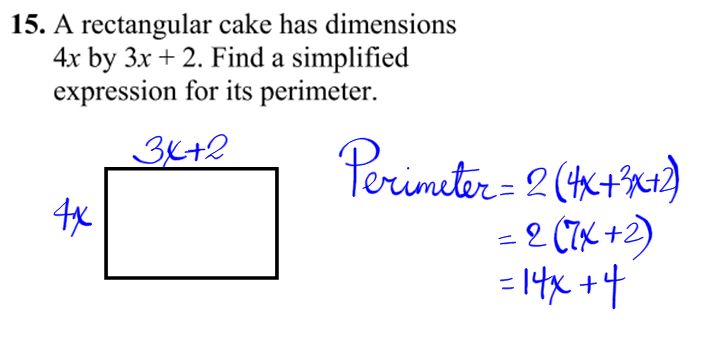 15. A rectangular cake has dimensions
4x by 3x + 2. Find a simplified
expression for its perimeter.
3x+2
4x
Perimeter = 2(4x+3x+2)
= 2(7x+2)
= 14x + 4